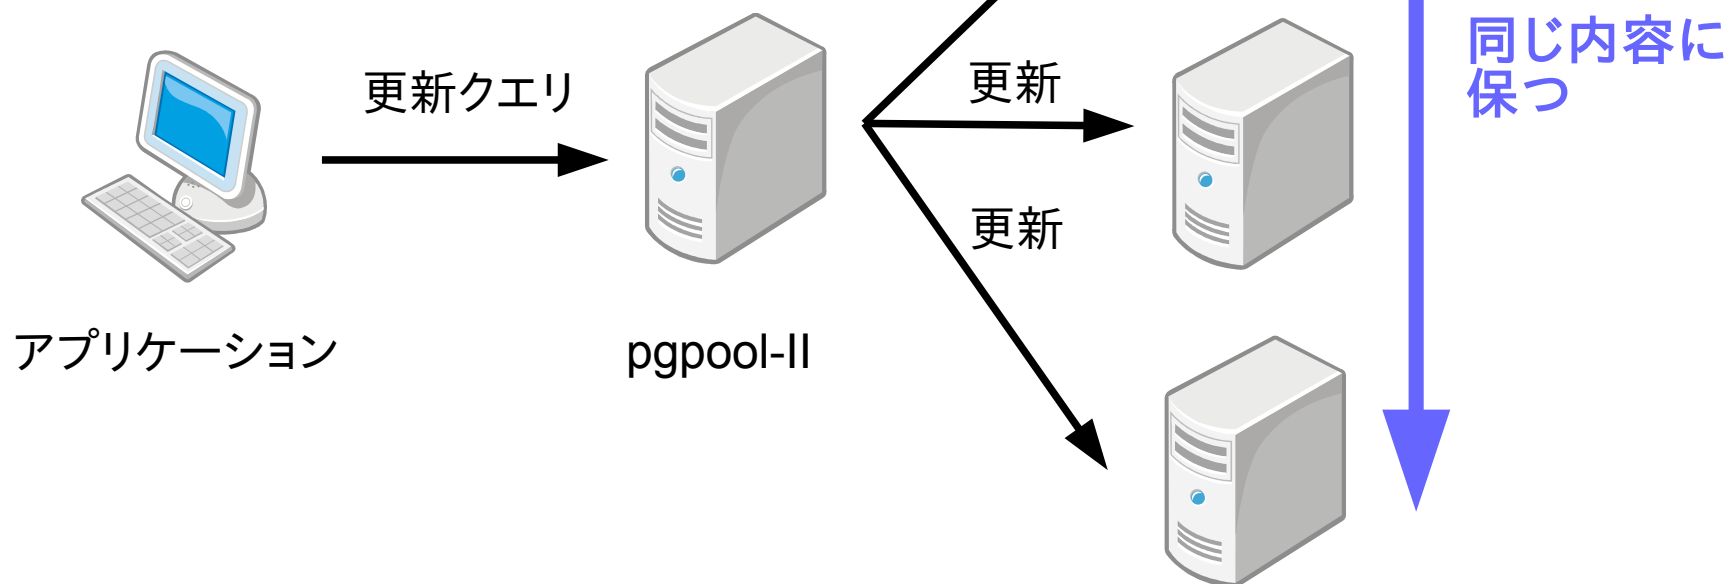 同じ内容に
保つ
更新クエリ
更新
更新
アプリケーション
pgpool-II